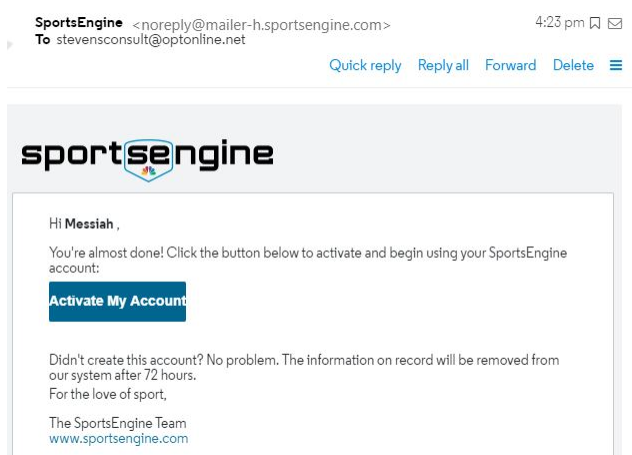 SportsEngine <noreply@mailer-h.sportsengine.com> 4:23 pm
To stevensconsult@optonline.net
Quick reply Reply all Forward Delete
sportsengine
Hi Messiah ,
You're almost done! Click the button below to activate and begin using your SportsEngine
account:
Activate My Account
Didn't create this account? No problem. The information on record will be removed from
our system after 72 hours.
For the love of sport,
The SportsEngine Team
www.sportsengine.com